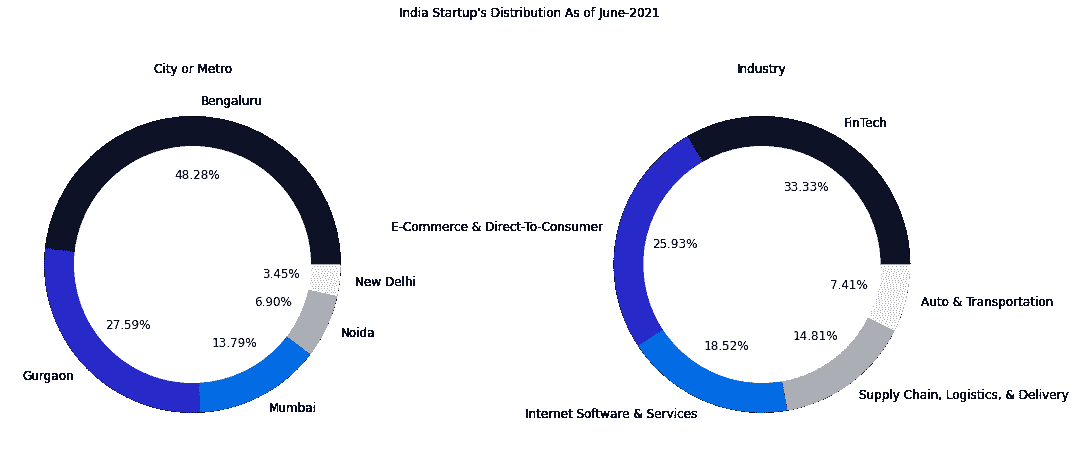 India Startup's Distribution As of June-2021
City or Metro
Bengaluru
48.28%
3.45%
New Delhi
6.90%
Noida
27.59%
13.79%
Gurgaon
Mumbai
Industry
FinTech
33.33%
E-Commerce & Direct-To-Consumer
25.93%
7.41%
Auto & Transportation
14.81%
18.52%
Supply Chain, Logistics, & Delivery
Internet Software & Services